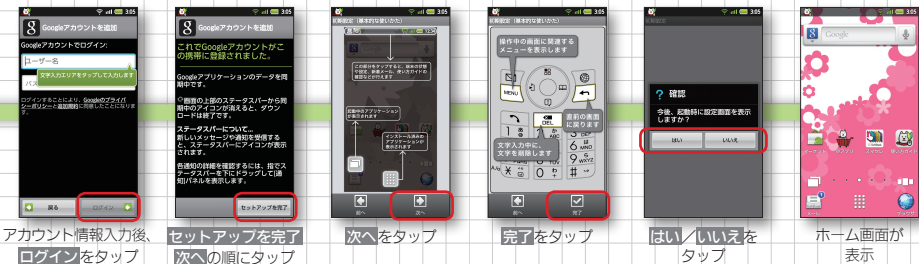 3:05
Googleアカウントを追加
Googleアカウントでログイン:
ユーザー名
文字入力エリアをタップして入力します
パス
ログインすることにより、Googleのプライバ
シーポリシーと追加規約に同意したことになりま
す。
戻る
ログイン
アカウント情報入力後、
ログインをタップ
3:05
Googleアカウントを追加
これでGoogleアカウントがこ
の携帯に登録されました。
Googleアプリケーションのデータを同
期中です。
画面の上部のステータスバーから同
期中のアイコンが消えると、ダウン
ロードは終了です。
ステータスバーについて...
新しいメッセージや通知を受信する
と、ステータスバーにアイコンが表示
されます。
各通知の詳細を確認するには、指でス
テータスバーを下にドラッグして[通
知]パネルを表示します。
セットアップを完了
セットアップを完了
次への順にタップ
3:05
初期設定（基本的な使いかた）
起動中のアプリケーション
が表示されます
インストール済みの
アプリケーションが
表示されます
前へ
次へ
次へをタップ
3:05
初期設定（基本的な使いかた）
操作中の画面に関連する
メニューを表示します
MENU
直前の画面
に戻ります
DEL
文字入力中に、
文字を削除します
前へ
完了
完了をタップ
3:05
確認
今後、起動時に設定画面を表示
しますか？
はい
いいえ
はい／いいえを
タップ
3:05
Google
ホーム画面が
表示